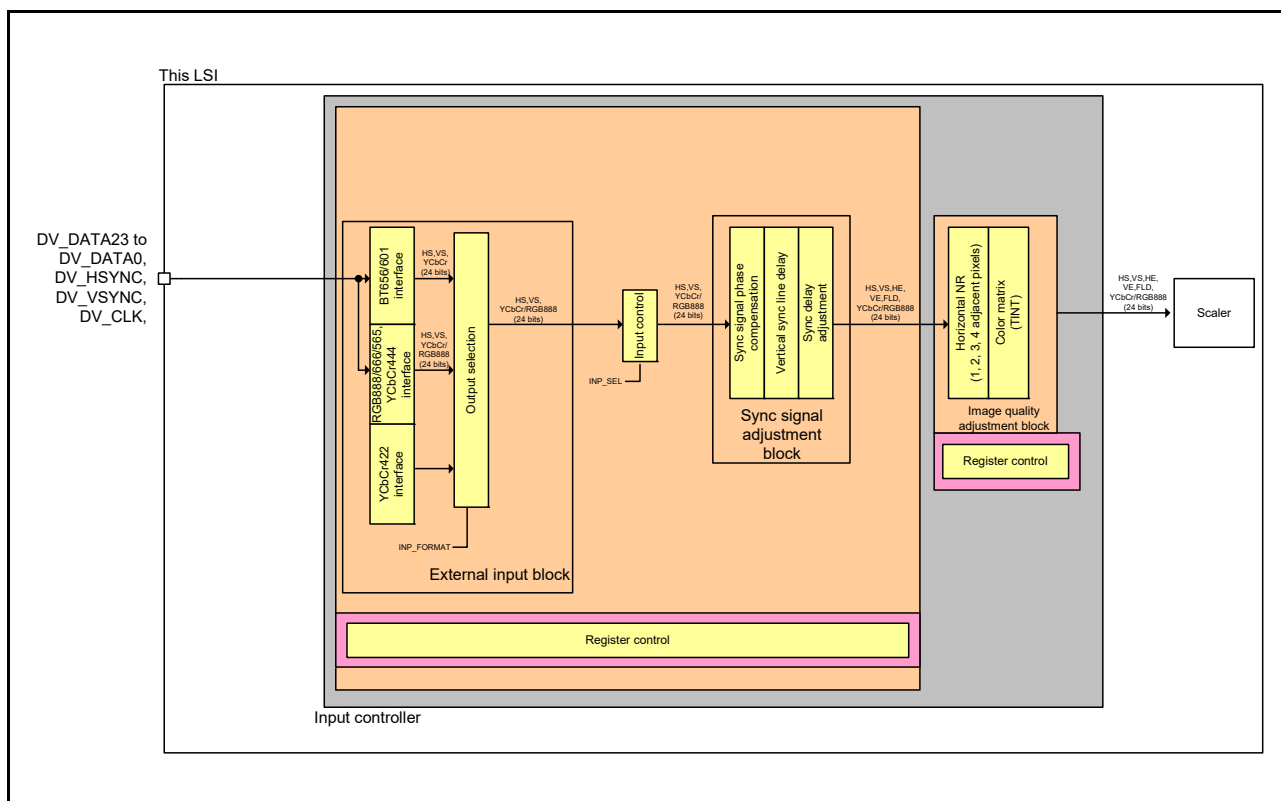 This LSI
DV_DATA23 to
DV_DATA0,
DV_HSYNC,
DV_VSYNC,
DV_CLK,
BT656/601
interface
HS,VS,
YCbCr
(24 bits)
RGB888/666/565,
YCbCr444
interface
HS,VS,
YCbCr/
RGB888
(24 bits)
YCbCr422
interface
Output selection
INP_FORMAT
External input block
HS,VS,
YCbCr/RGB888
(24 bits)
Input control
INP_SEL
HS,VS,
YCbCr/
RGB888
(24 bits)
Sync signal phase
compensation
Vertical sync line delay
Sync delay
adjustment
Sync signal
adjustment
block
HS,VS,HE,
VE,FLD,
YCbCr/RGB888
(24 bits)
Horizontal NR
(1, 2, 3, 4 adjacent pixels)
Color matrix
(TINT)
Image quality
adjustment block
Register control
HS,VS,HE,
VE,FLD,
YCbCr/RGB888
(24 bits)
Scaler
Register control
Input controller